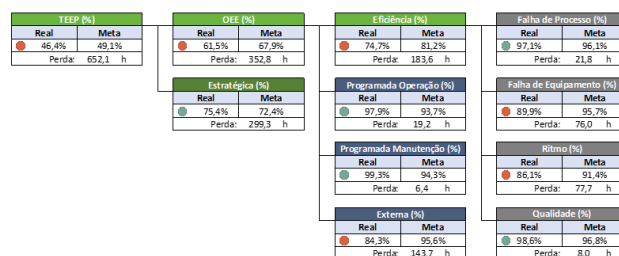 TEEP (%) OEE (%) Eficiência (%) Falha de Processo (%)
Real Meta Real Meta Real Meta Real Meta
46,4% 49,1% 61,5% 67,9% 74,7% 81,2% 97,1% 96,1%
Perda: 652,1 h Perda: 352,8 h Perda: 183,6 h Perda: 21,8 h
Estratégica (%) Programada Operação (%) Falha de Equipamento (%)
Real Meta Real Meta Real Meta
75,4% 72,4% 97,9% 93,7% 89,9% 95,7%
Perda: 299,3 h Perda: 19,2 h Perda: 76,0 h
Programada Manutenção (%) Ritmo (%)
Real Meta Real Meta
99,3% 94,3% 86,1% 91,4%
Perda: 6,4 h Perda: 77,7 h
Externa (%) Qualidade (%)
Real Meta Real Meta
84,3% 95,6% 98,6% 96,8%
Perda: 143,7 h Perda: 8,0 h